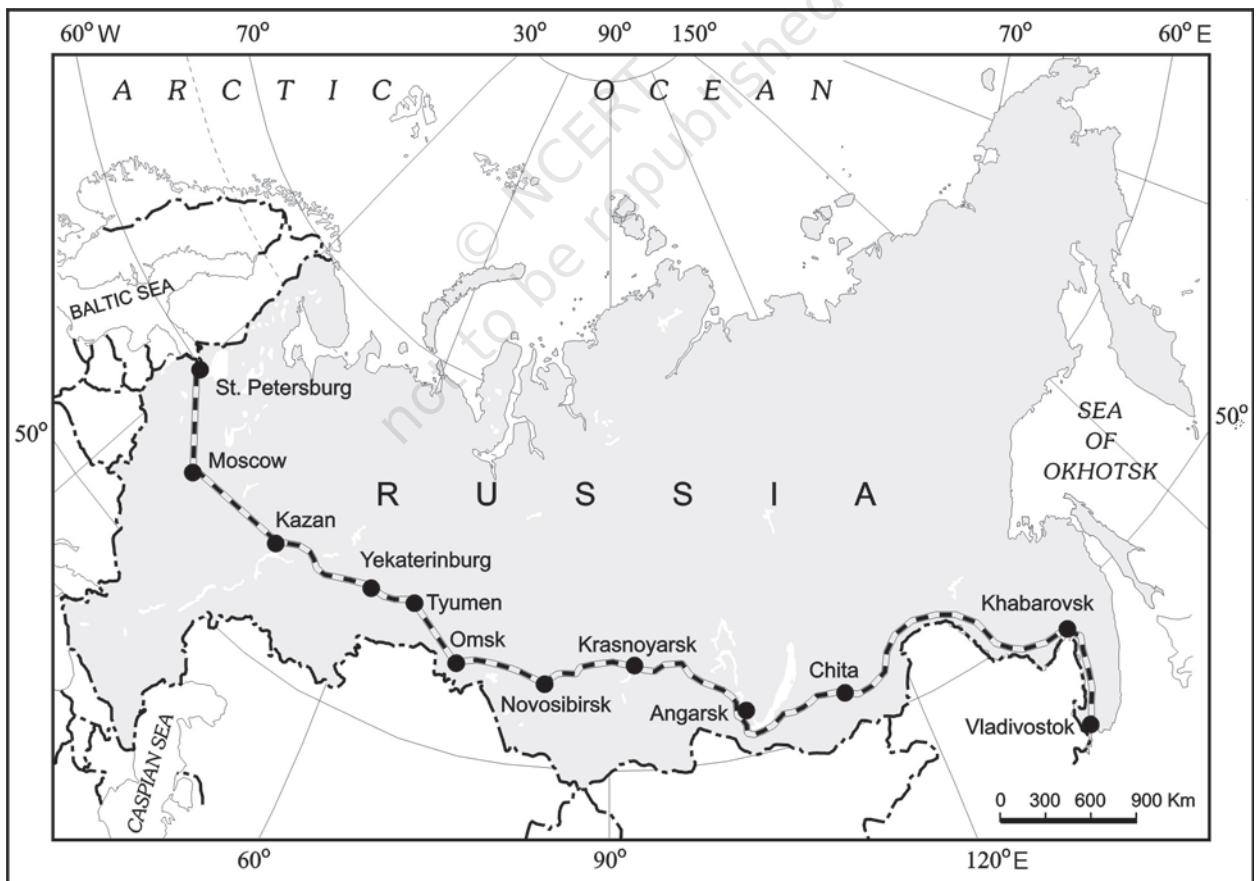 60° W 70° 30° 90° 150° 70° 60° E
A R C T I C O C E A N
© NCERT
not to be republished
BALTIC SEA
St. Petersburg
50°
SEA
OF
OKHOTSK
50°
Moscow
R U S S I A
Kazan
Yekaterinburg
Tyumen
Omsk
Krasnoyarsk
Khabarovsk
Chita
Novosibirsk
Angarsk
Vladivostok
CASPIAN SEA
0 300 600 900 Km
60° 90° 120° E